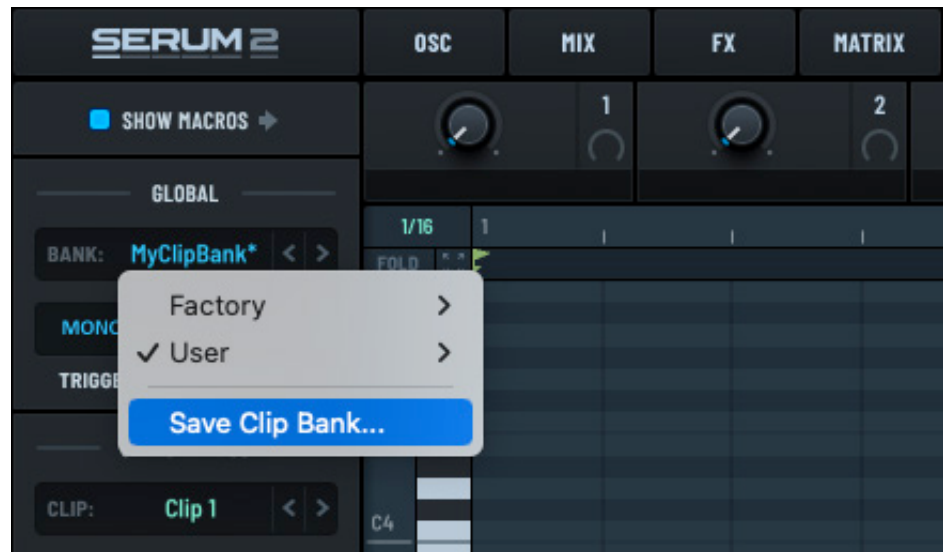 SERUM 2
OSC
MIX
FX
MATRIX
SHOW MACROS
1
2
GLOBAL
1/16
1
BANK: MyClipBank* < >
FOLD
Factory >
MONO
✓ User >
Save Clip Bank...
CLIP: Clip 1 < >
C4